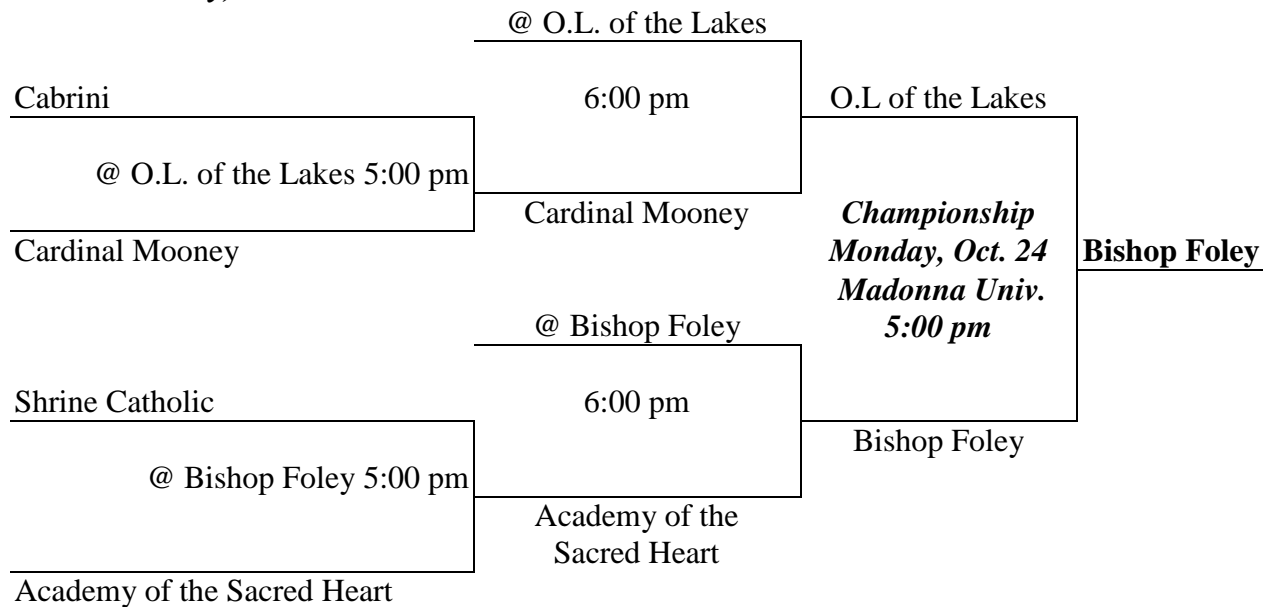 @ O.L. of the Lakes
Cabrini
6:00 pm
O.L of the Lakes
@ O.L. of the Lakes 5:00 pm
Cardinal Mooney
Cardinal Mooney
Championship
Monday, Oct. 24
Madonna Univ.
5:00 pm
Bishop Foley
@ Bishop Foley
Shrine Catholic
6:00 pm
Bishop Foley
@ Bishop Foley 5:00 pm
Academy of the
Sacred Heart
Academy of the Sacred Heart